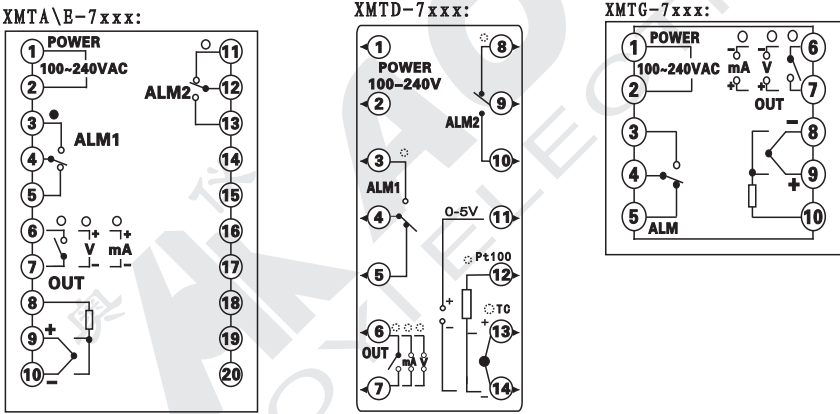 XMTA\E-7xxx:
1 POWER 11
100~240VAC
2 ALM2 12
3 13
ALM1
4 14
5 15
6 + + 16
V mA
7 - - 17
OUT
8 18
9 + 19
10 - 20
XMTD-7xxx:
1 8
POWER
100-240V
2 9
ALM2
3 10
ALM1
4 0-5V 11
Pt100
5 12
+ TC
6 - + 13
OUT mA V
7 - 14
XMTG-7xxx:
1 POWER - - 6
100~240VAC mA V
2 + + 7
OUT
3 - 8
4 + 9
5 ALM 10